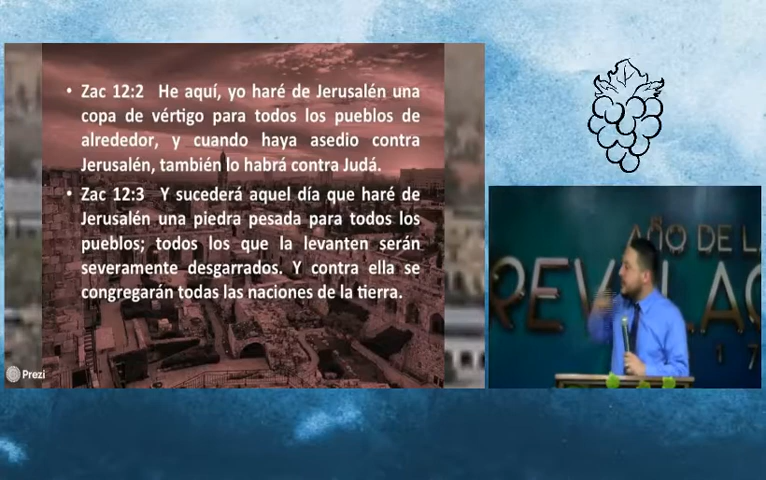 • Zac 12:2 He aquí, yo haré de Jerusalén una
copa de vértigo para todos los pueblos de
alrededor, y cuando haya asedio contra
Jerusalén, también lo habrá contra Judá.
• Zac 12:3 Y sucederá aquel día que haré de
Jerusalén una piedra pesada para todos los
pueblos; todos los que la levanten serán
severamente desgarrados. Y contra ella se
congregarán todas las naciones de la tierra.
Prezi
AÑO DE LA
REVELAC
1 7